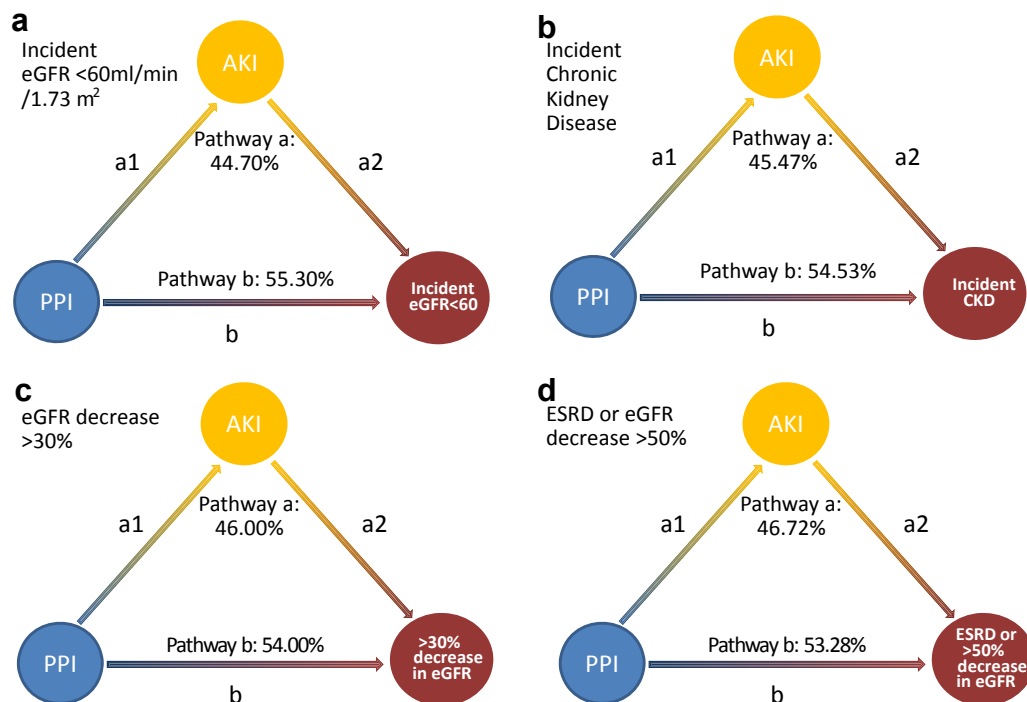 a
Incident
eGFR <60ml/min
/1.73 m²
AKI
Pathway a:
44.70%
a1
a2
PPI
Pathway b: 55.30%
b
Incident
eGFR<60
b
Incident
Chronic
Kidney
Disease
AKI
Pathway a:
45.47%
a1
a2
PPI
Pathway b: 54.53%
b
Incident
CKD
c
eGFR decrease
>30%
AKI
Pathway a:
46.00%
a1
a2
PPI
Pathway b: 54.00%
b
>30%
decrease
in eGFR
d
ESRD or eGFR
decrease >50%
AKI
Pathway a:
46.72%
a1
a2
PPI
Pathway b: 53.28%
b
ESRD or
>50%
decrease
in eGFR